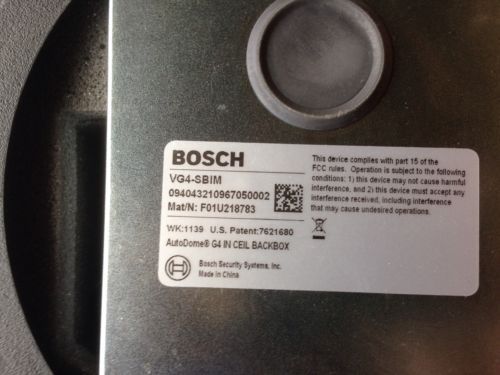 BOSCH
VG4-SBIM
094043210967050002
Mat/N: F01U218783
This device complies with part 15 of the
FCC rules. Operation is subject to the following
conditions: 1) this device may not cause harmful
interference, and 2) this device must accept any
interference received, including interference
that may cause undesired operations.
WK:1139 U.S. Patent:7621680
AutoDome® G4 IN CEIL BACKBOX
Bosch Security Systems, Inc.
Made in China